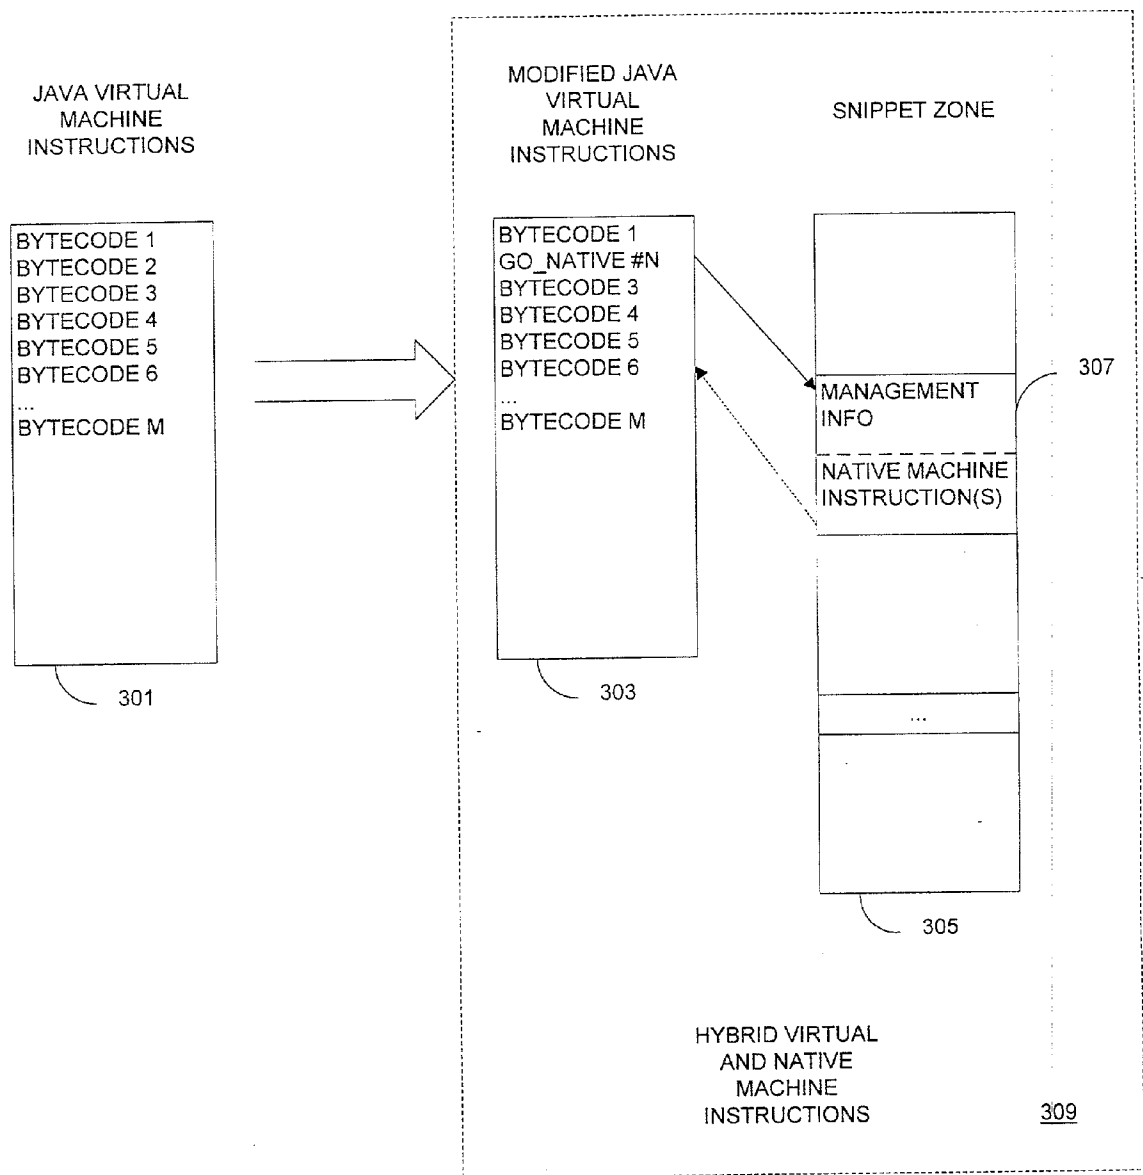 JAVA VIRTUAL
MACHINE
INSTRUCTIONS
MODIFIED JAVA
VIRTUAL
MACHINE
INSTRUCTIONS
SNIPPET ZONE
BYTECODE 1
BYTECODE 2
BYTECODE 3
BYTECODE 4
BYTECODE 5
BYTECODE 6
...
BYTECODE M
301
BYTECODE 1
GO_NATIVE #N
BYTECODE 3
BYTECODE 4
BYTECODE 5
BYTECODE 6
...
BYTECODE M
303
MANAGEMENT
INFO
NATIVE MACHINE
INSTRUCTION(S)
...
307
305
HYBRID VIRTUAL
AND NATIVE
MACHINE
INSTRUCTIONS
309